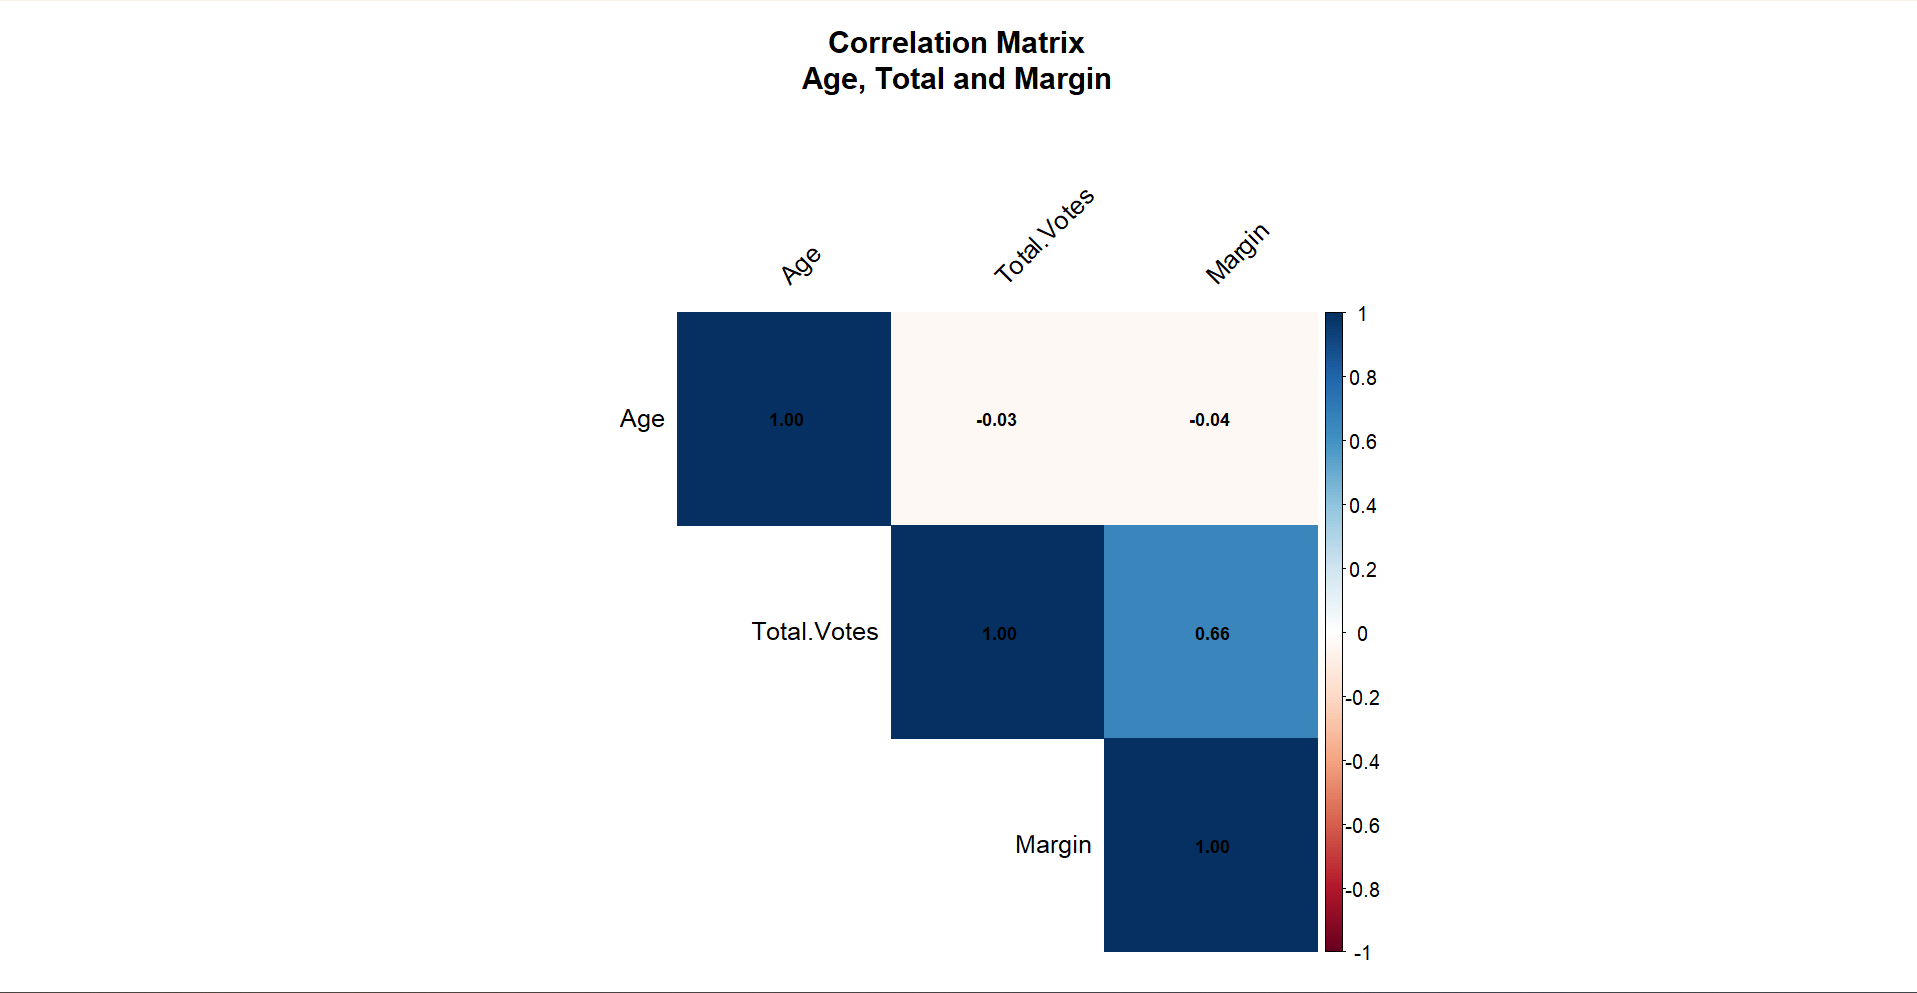 Correlation Matrix
Age, Total and Margin
Age
Total.Votes
Margin
Age
1.00
-0.03
-0.04
Total.Votes
1.00
0.66
Margin
1.00
1
0.8
0.6
0.4
0.2
0
-0.2
-0.4
-0.6
-0.8
-1